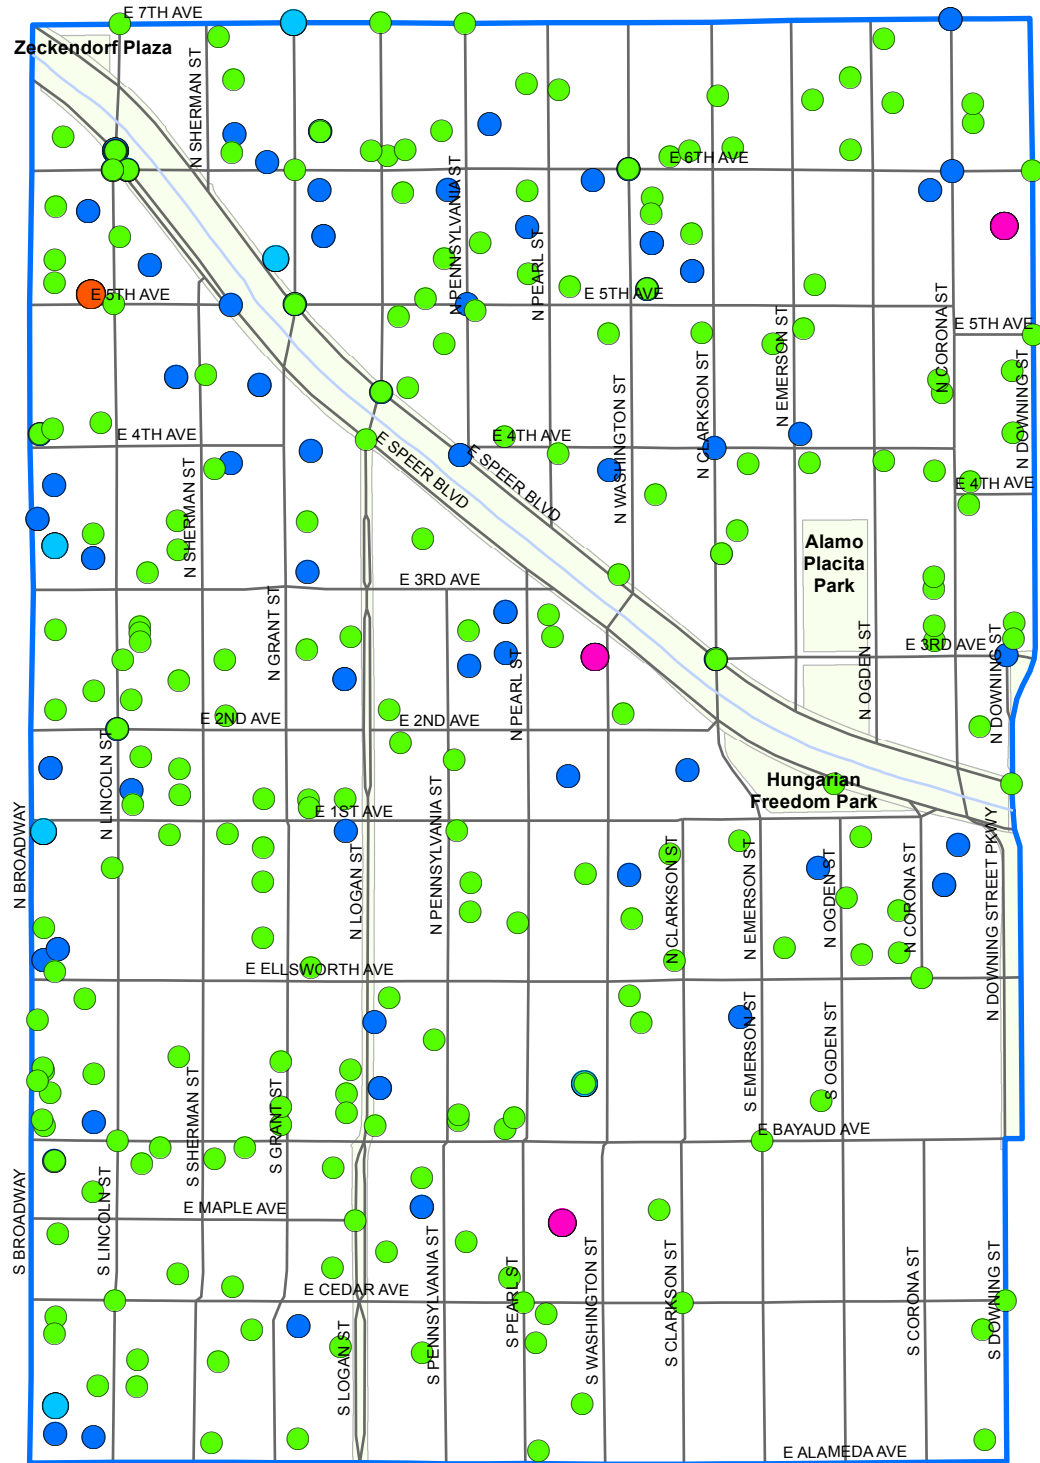 E 7TH AVE
Zeckendorf Plaza
N SHERMAN ST
E 6TH AVE
N PENNSYLVANIA ST
N PEARL ST
E 5TH AVE
E 5TH AVE
N CORONA ST
E 5TH AVE
N EMERSON ST
N DOWNING ST
N CLARKSON ST
N WASHINGTON ST
E 4TH AVE
E SPEER BLVD
E SPEER BLVD
E 4TH AVE
N SHERMAN ST
E 4TH AVE
Alamo
Placita
Park
E 3RD AVE
N GRANT ST
E 3RD AVE
N OGDEN ST
N DOWNING ST
N PEARL ST
E 2ND AVE
E 2ND AVE
N LINCOLN ST
Hungarian
Freedom Park
E 1ST AVE
N BROADWAY
N LOGAN ST
N PENNSYLVANIA ST
N CLARKSON ST
N EMERSON ST
N OGDEN ST
N CORONA ST
N DOWNING STREET PKWY
E ELLSWORTH AVE
S EMERSON ST
S OGDEN ST
S SHERMAN ST
S GRANT ST
E BAYAUD AVE
S BROADWAY
S LINCOLN ST
E MAPLE AVE
S PENNSYLVANIA ST
S PEARL ST
S WASHINGTON ST
S CLARKSON ST
S CORONA ST
S DOWNING ST
E CEDAR AVE
S LOGAN ST
E ALAMEDA AVE